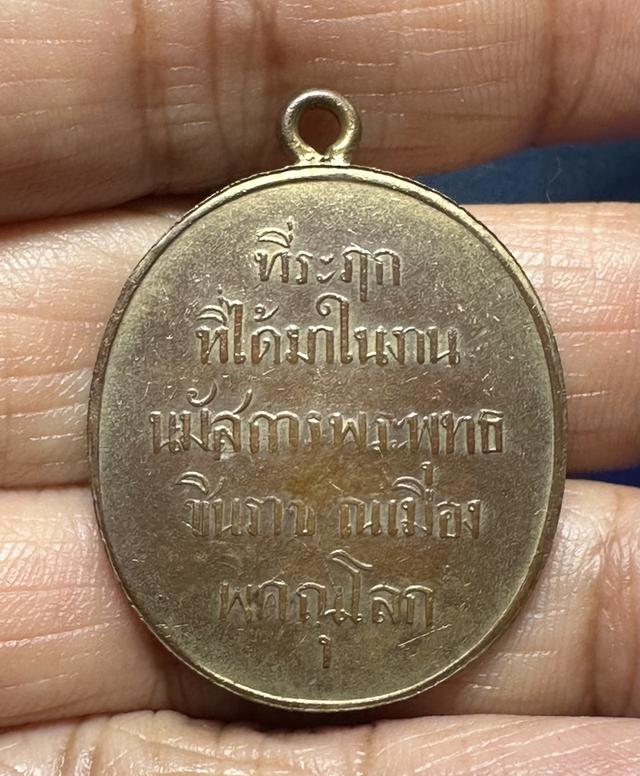 ที่ระฦก
ที่ได้มาในงาน
นมัสการพระพุทธ
ชินราช ณเมือง
พิศณุโลกฺ